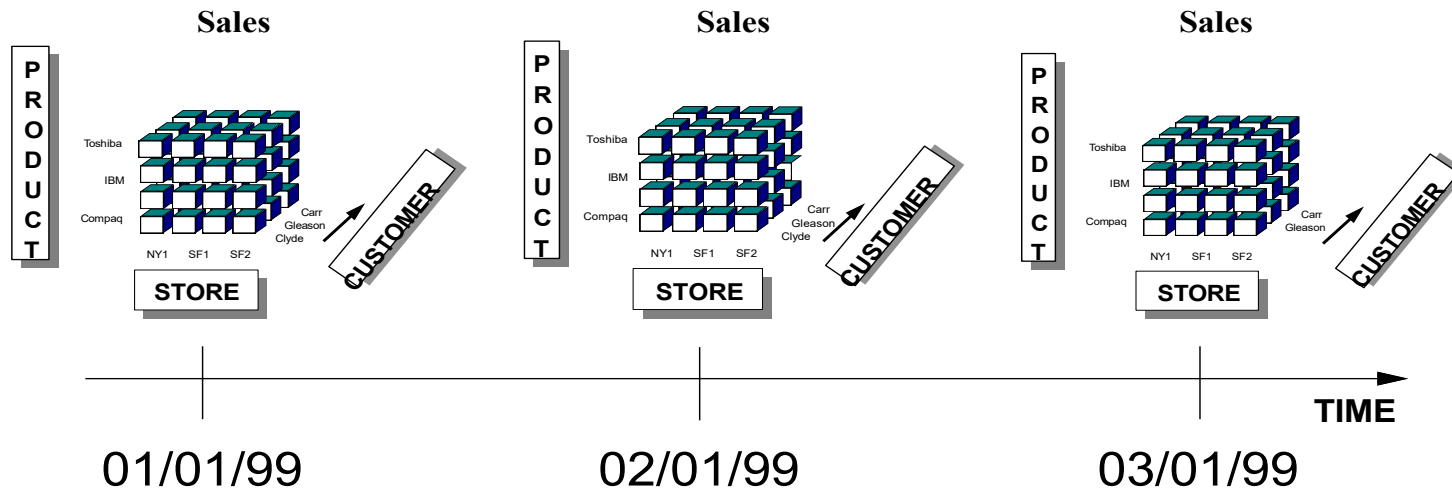 Sales
PRODUCT
Toshiba
IBM
Compaq
NY1 SF1 SF2
Carr
Gleason
Clyde
CUSTOMER
STORE
Sales
PRODUCT
Toshiba
IBM
Compaq
NY1 SF1 SF2
Carr
Gleason
Clyde
CUSTOMER
STORE
Sales
PRODUCT
Toshiba
IBM
Compaq
NY1 SF1 SF2
Carr
Gleason
CUSTOMER
STORE
TIME
01/01/99
02/01/99
03/01/99